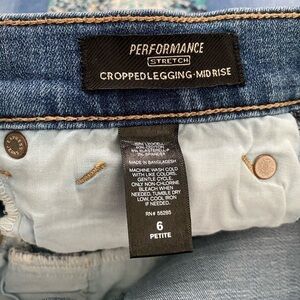 PERFORMANCE
STRETCH
CROPPED LEGGING - MID RISE
MADE IN BANGLADESH
MACHINE WASH COLD
WITH LIKE COLORS.
GENTLE CYCLE.
ONLY NON CHLORINE
BLEACH WHEN
NEEDED. TUMBLE DRY
LOW. COOL IRON
IF NEEDED.
RN# 55285
6
PETITE